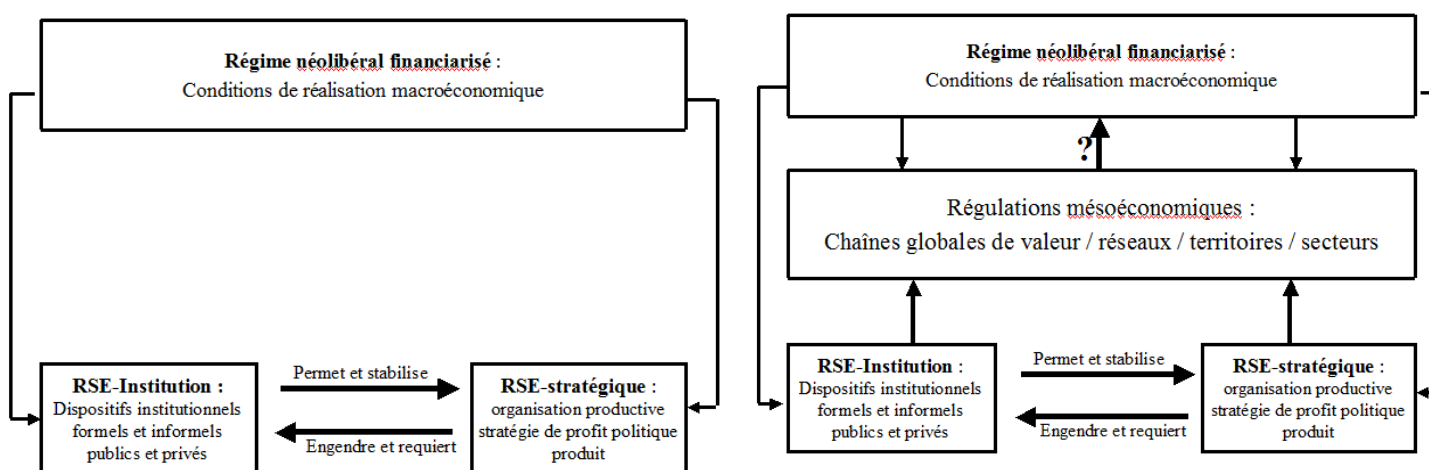 Régime néolibéral financiarisé :
Conditions de réalisation macroéconomique
RSE-Institution :
Dispositifs institutionnels
formels et informels
publics et privés
Permet et stabilise
Engendre et requiert
RSE-stratégique :
organisation productive
stratégie de profit politique
produit
Régime néolibéral financiarisé :
Conditions de réalisation macroéconomique
?
Régulations mésoéconomiques :
Chaînes globales de valeur / réseaux / territoires / secteurs
RSE-Institution :
Dispositifs institutionnels
formels et informels
publics et privés
Permet et stabilise
Engendre et requiert
RSE-stratégique :
organisation productive
stratégie de profit politique
produit